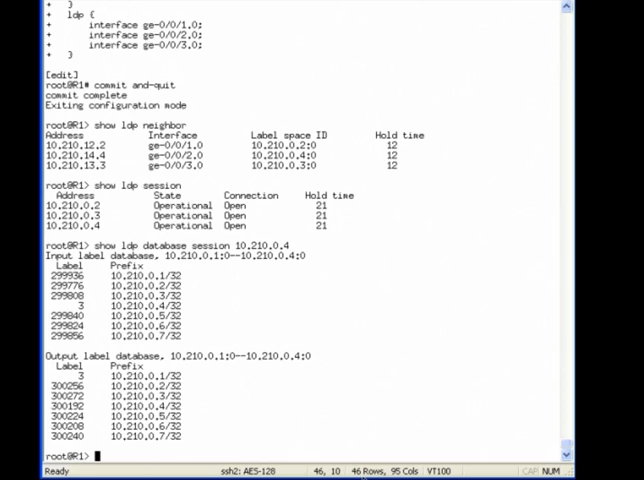 + }
+ ldp {
+ interface ge-0/0/1.0;
+ interface ge-0/0/2.0;
+ interface ge-0/0/3.0;
+ }
[edit]
root@R1# commit and-quit
commit complete
Exiting configuration mode
root@R1> show ldp neighbor
Address Interface Label space ID Hold time
10.210.12.2 ge-0/0/1.0 10.210.0.2:0 12
10.210.14.4 ge-0/0/2.0 10.210.0.4:0 12
10.210.13.3 ge-0/0/3.0 10.210.0.3:0 12
root@R1> show ldp session
Address State Connection Hold time
10.210.0.2 Operational Open 21
10.210.0.3 Operational Open 21
10.210.0.4 Operational Open 21
root@R1> show ldp database session 10.210.0.4
Input label database, 10.210.0.1:0--10.210.0.4:0
Label Prefix
299936 10.210.0.1/32
299776 10.210.0.2/32
299808 10.210.0.3/32
3 10.210.0.4/32
299840 10.210.0.5/32
299824 10.210.0.6/32
299856 10.210.0.7/32
Output label database, 10.210.0.1:0--10.210.0.4:0
Label Prefix
3 10.210.0.1/32
300256 10.210.0.2/32
300272 10.210.0.3/32
300192 10.210.0.4/32
300224 10.210.0.5/32
300208 10.210.0.6/32
300240 10.210.0.7/32
root@R1>
Ready ssh2: AES-128 46, 10 46 Rows, 95 Cols VT100 CAP NUM